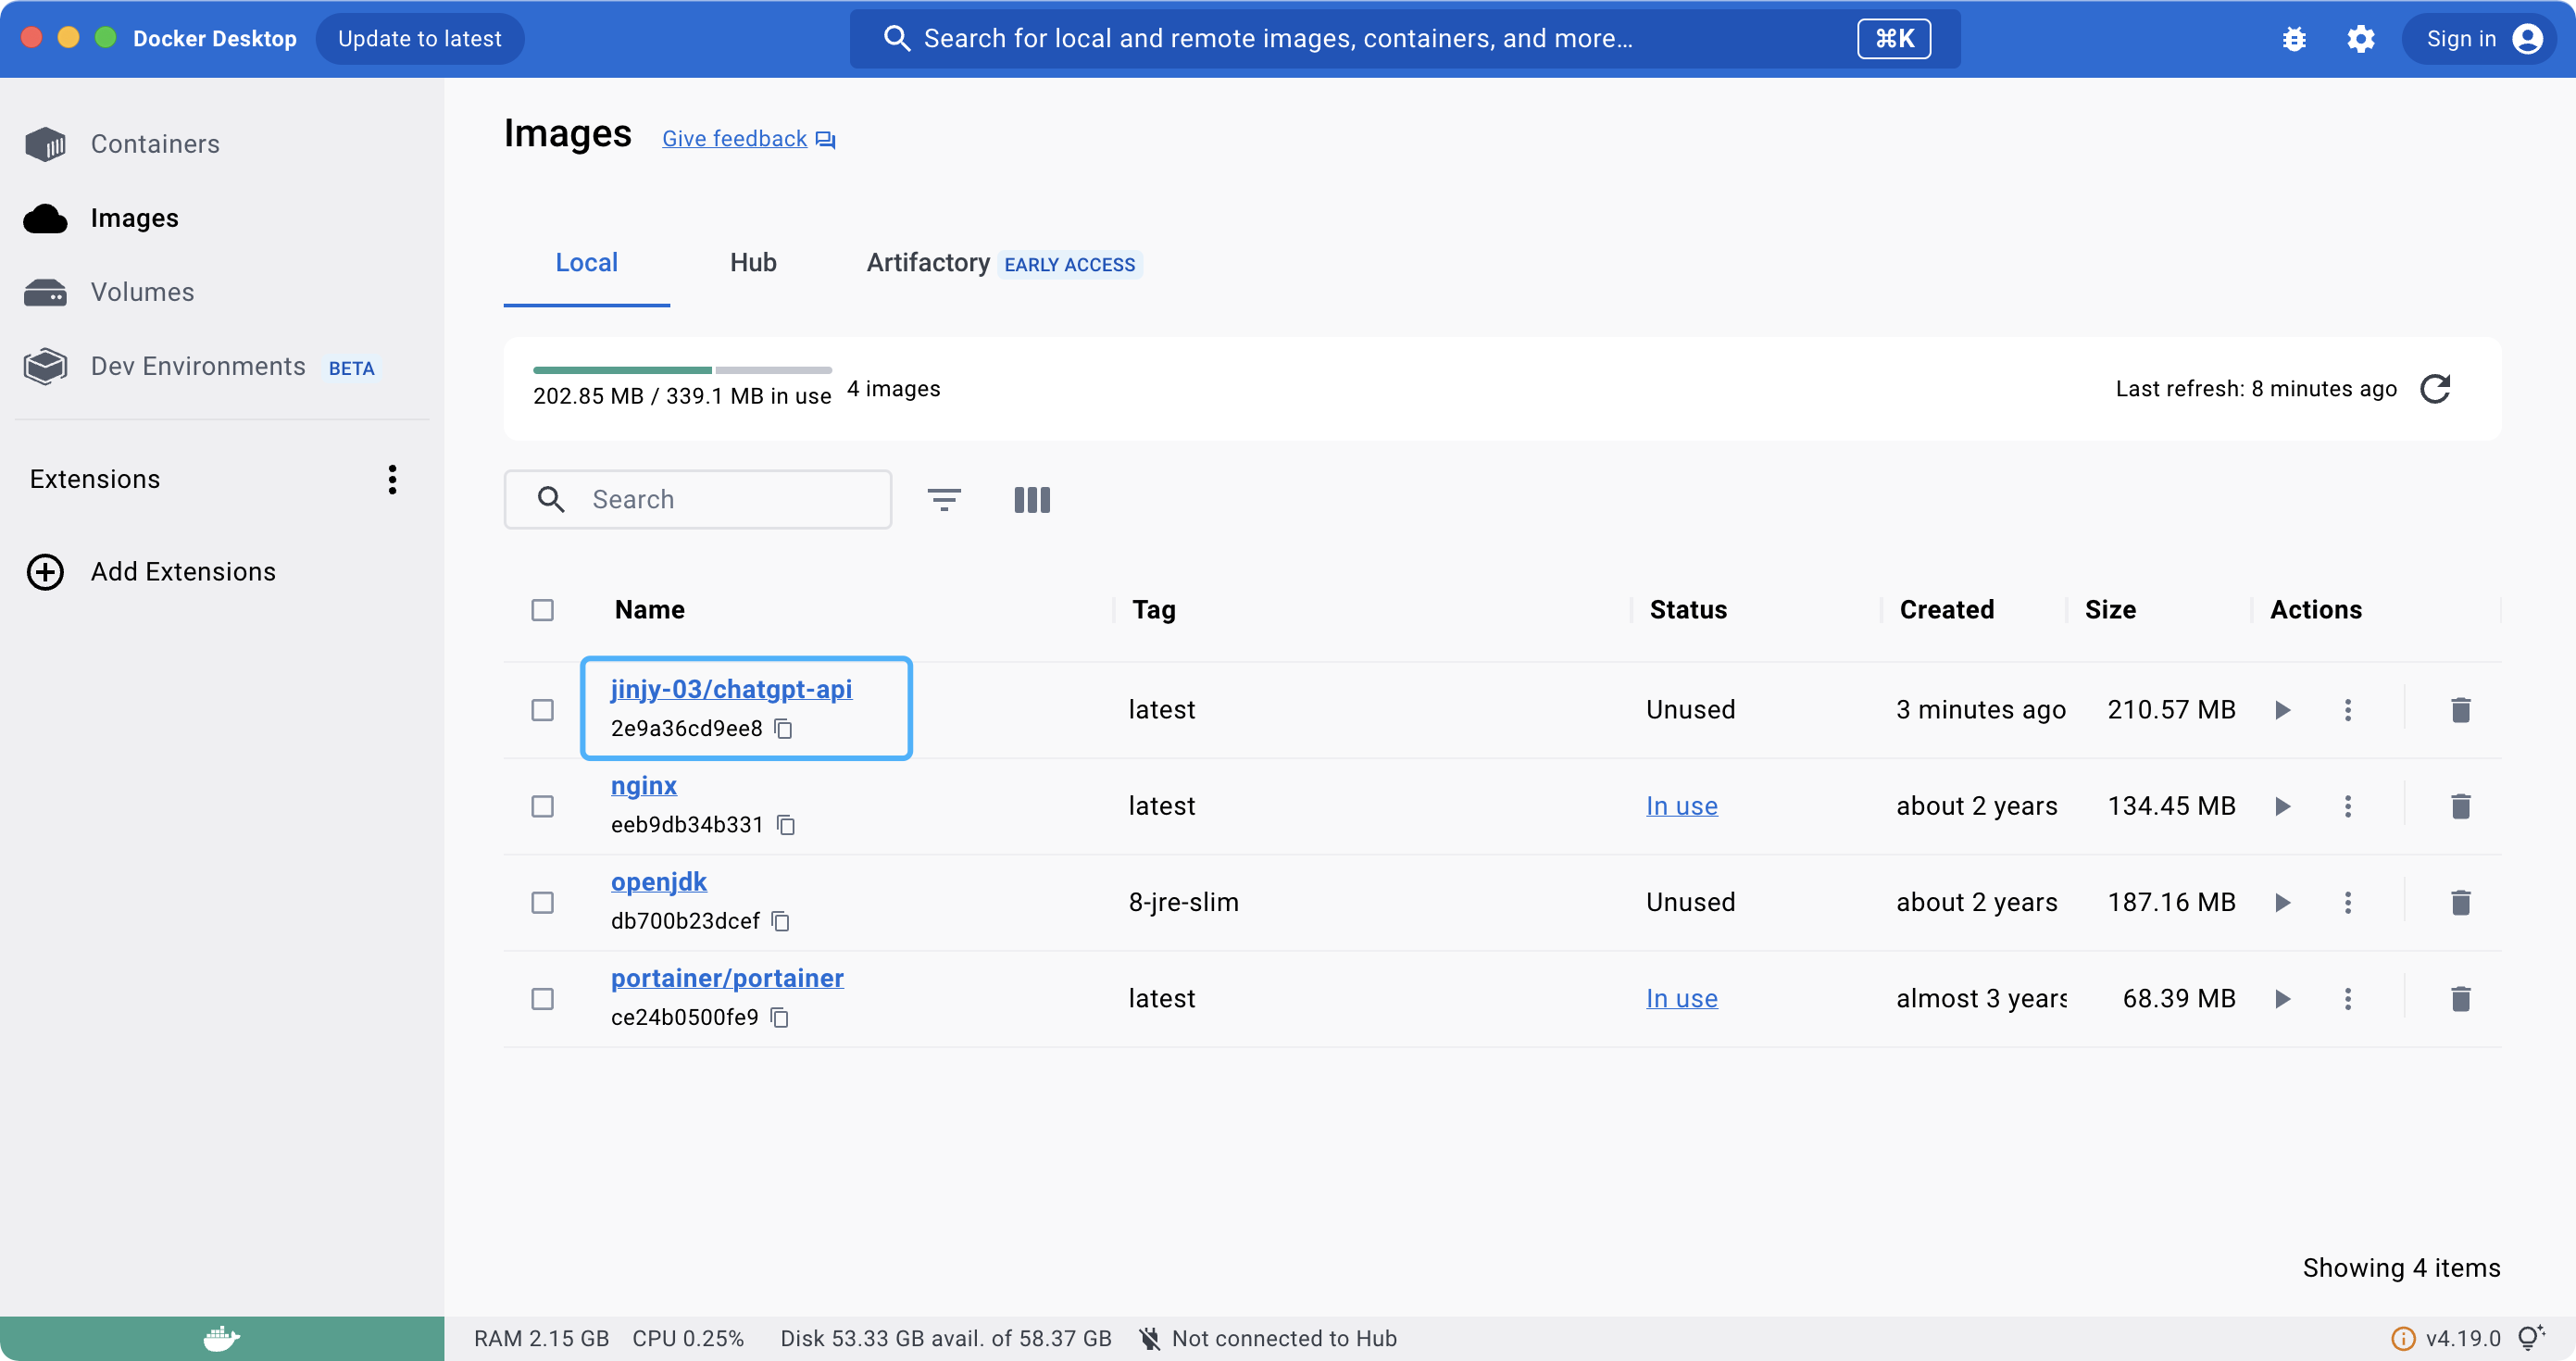 Docker Desktop Update to latest Search for local and remote images, containers, and more... ⌘K Sign in
Containers
Images
Volumes
Dev Environments BETA
Extensions
Add Extensions
Images Give feedback
Local Hub Artifactory EARLY ACCESS
202.85 MB / 339.1 MB in use 4 images Last refresh: 8 minutes ago
Search
Name Tag Status Created Size Actions
jinjy-03/chatgpt-api
2e9a36cd9ee8
latest Unused 3 minutes ago 210.57 MB
nginx
eeb9db34b331
latest In use about 2 years 134.45 MB
openjdk
db700b23dcef
8-jre-slim Unused about 2 years 187.16 MB
portainer/portainer
ce24b0500fe9
latest In use almost 3 years 68.39 MB
Showing 4 items
RAM 2.15 GB CPU 0.25% Disk 53.33 GB avail. of 58.37 GB Not connected to Hub v4.19.0